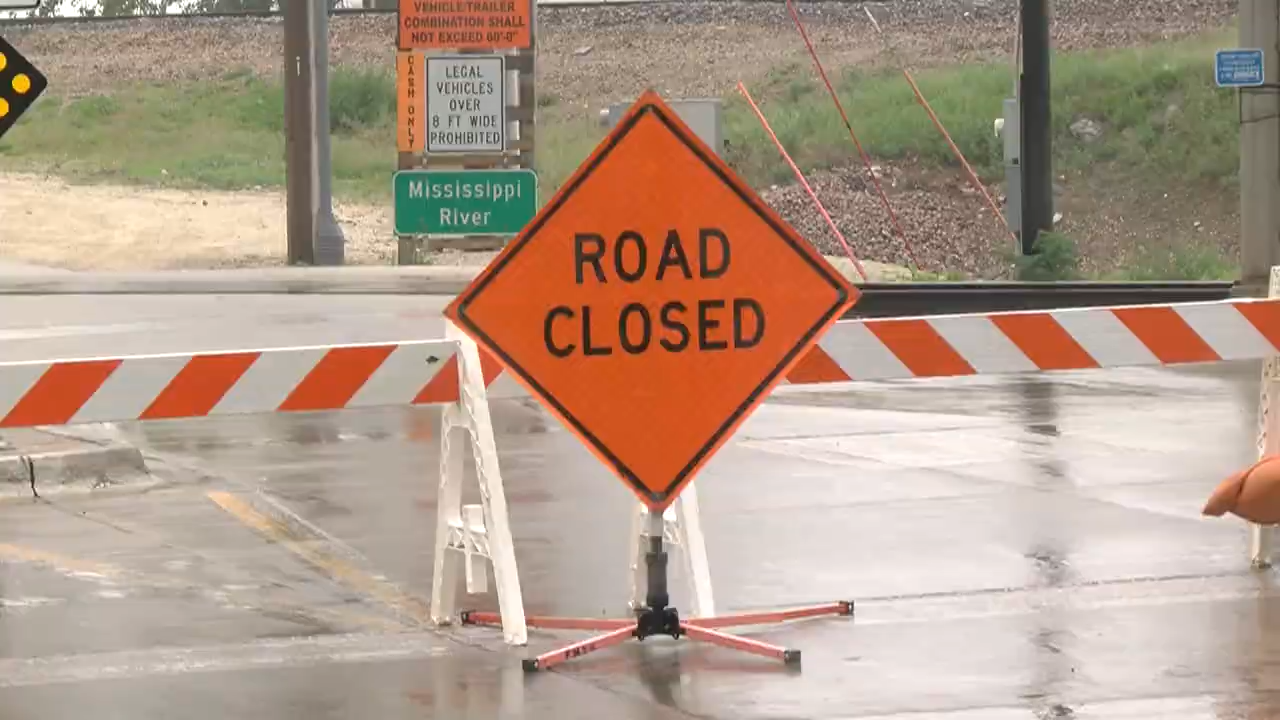 VEHICLE/TRAILER
COMBINATION SHALL
NOT EXCEED 60'-0"
CASH ONLY
LEGAL
VEHICLES
OVER
8 FT WIDE
PROHIBITED
Mississippi
River
ROAD
CLOSED